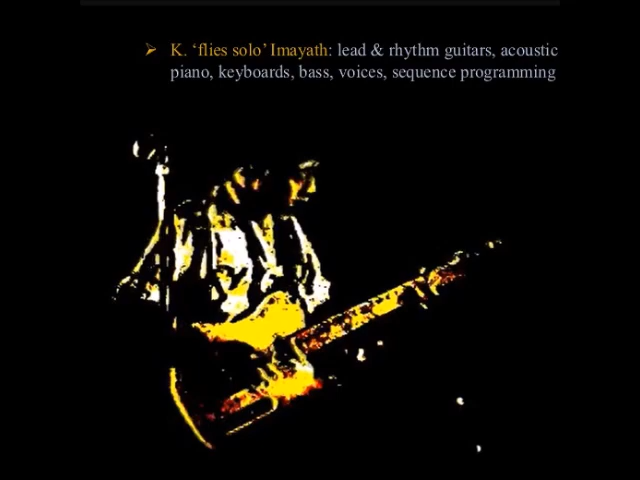 ➢ K. ‘flies solo’ Imayath: lead & rhythm guitars, acoustic
piano, keyboards, bass, voices, sequence programming